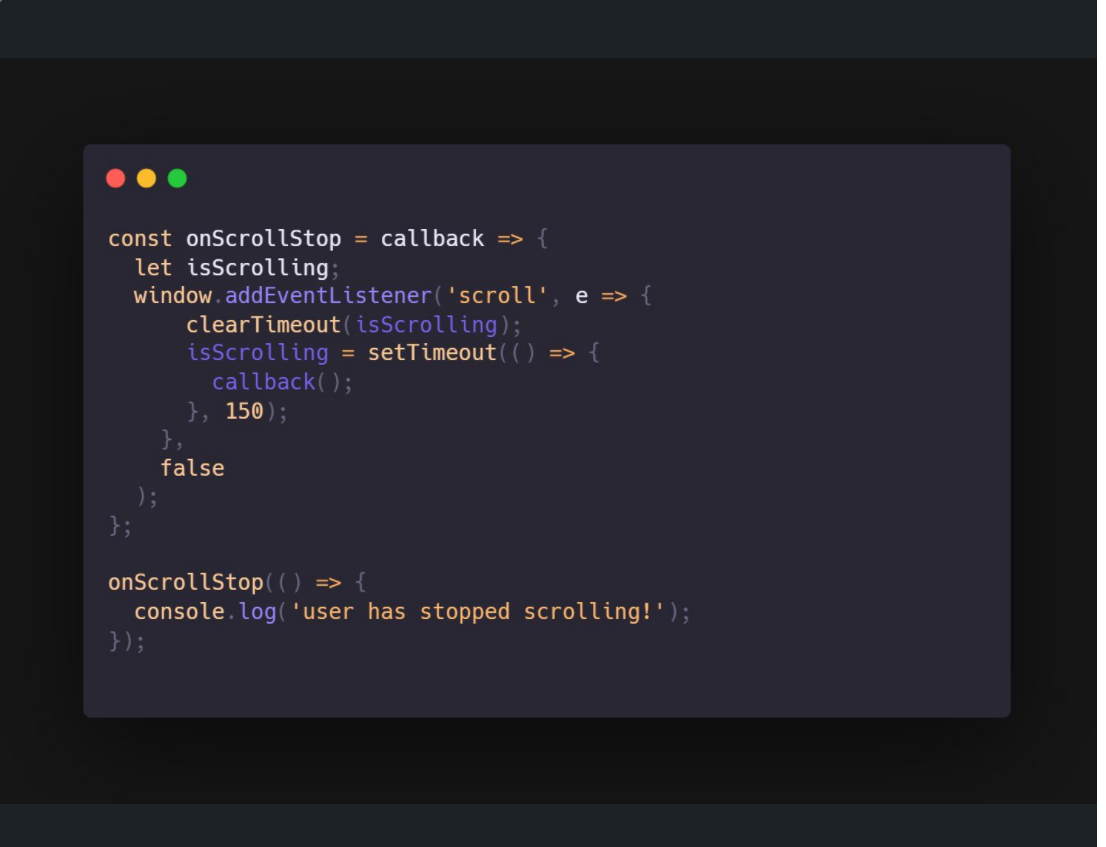 const onScrollStop = callback => {
  let isScrolling;
  window.addEventListener('scroll', e => {
      clearTimeout(isScrolling);
      isScrolling = setTimeout(() => {
        callback();
      }, 150);
    },
    false
  );
};

onScrollStop(() => {
  console.log('user has stopped scrolling!');
});